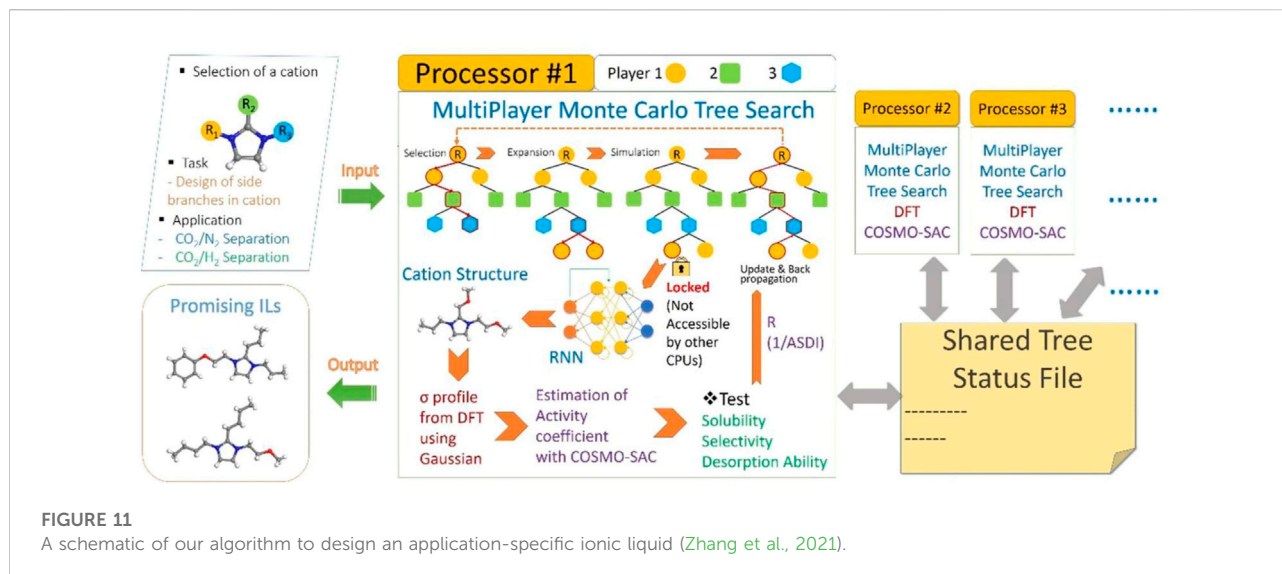 ▪ Selection of a cation
R2
R1
R3
▪ Task
- Design of side
branches in cation
▪ Application
- CO2/N2 Separation
- CO2/H2 Separation
Input
Promising ILs
Output
Processor #1
Player 1 2 3
MultiPlayer Monte Carlo Tree Search
Selection R Expansion R Simulation R R
Cation Structure
RNN
Locked
(Not
Accessible
by other
CPUs)
Update & Back
propagation
R
(1/ASDI)
σ profile
from DFT
using
Gaussian
Estimation of
Activity
coefficient
with COSMO-SAC
❖Test
Solubility
Selectivity
Desorption Ability
Processor #2
MultiPlayer
Monte Carlo
Tree Search
DFT
COSMO-SAC
Processor #3
MultiPlayer
Monte Carlo
Tree Search
DFT
COSMO-SAC
......
......
......
Shared Tree
Status File
---------
------
FIGURE 11
A schematic of our algorithm to design an application-specific ionic liquid (Zhang et al., 2021).